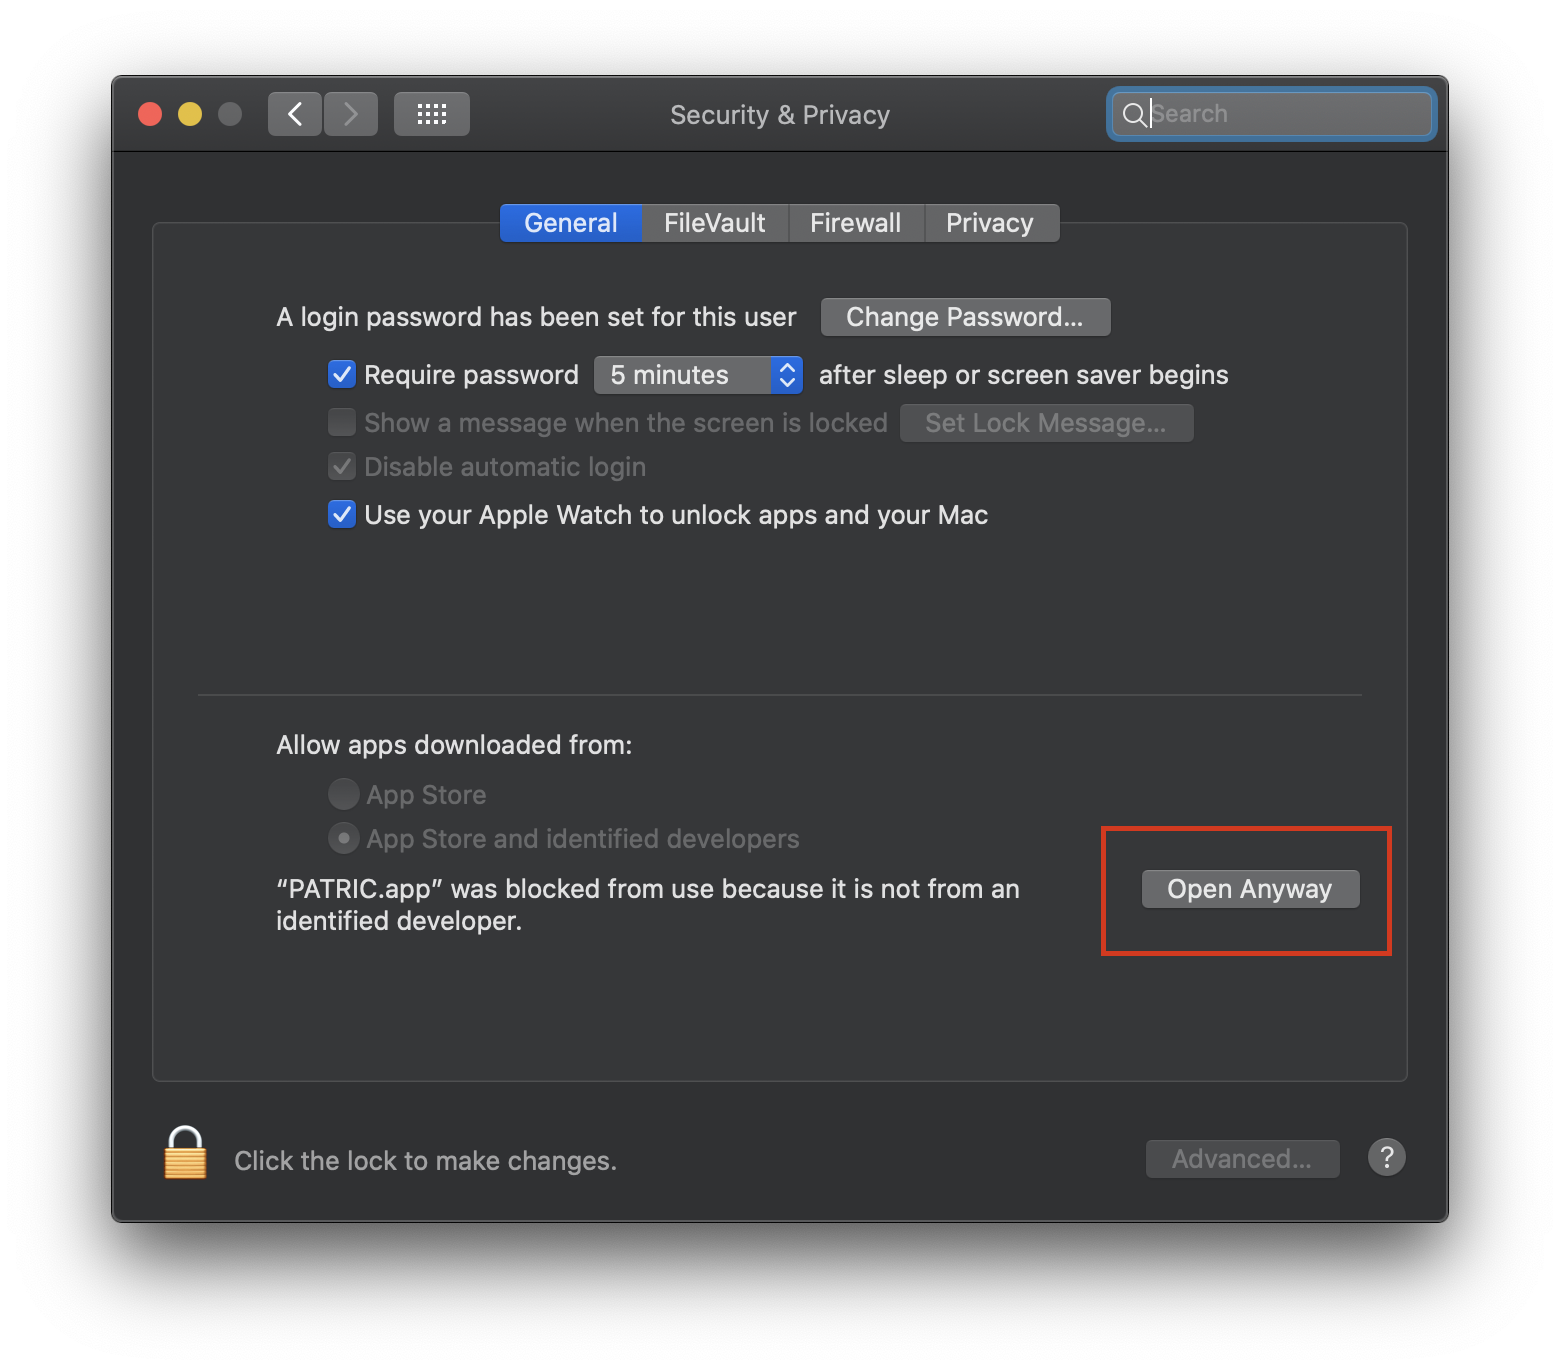 Security & Privacy
Search
General
FileVault
Firewall
Privacy
A login password has been set for this user
Change Password...
Require password
5 minutes
after sleep or screen saver begins
Show a message when the screen is locked
Set Lock Message...
Disable automatic login
Use your Apple Watch to unlock apps and your Mac
Allow apps downloaded from:
App Store
App Store and identified developers
“PATRIC.app” was blocked from use because it is not from an
identified developer.
Open Anyway
Click the lock to make changes.
Advanced...
?